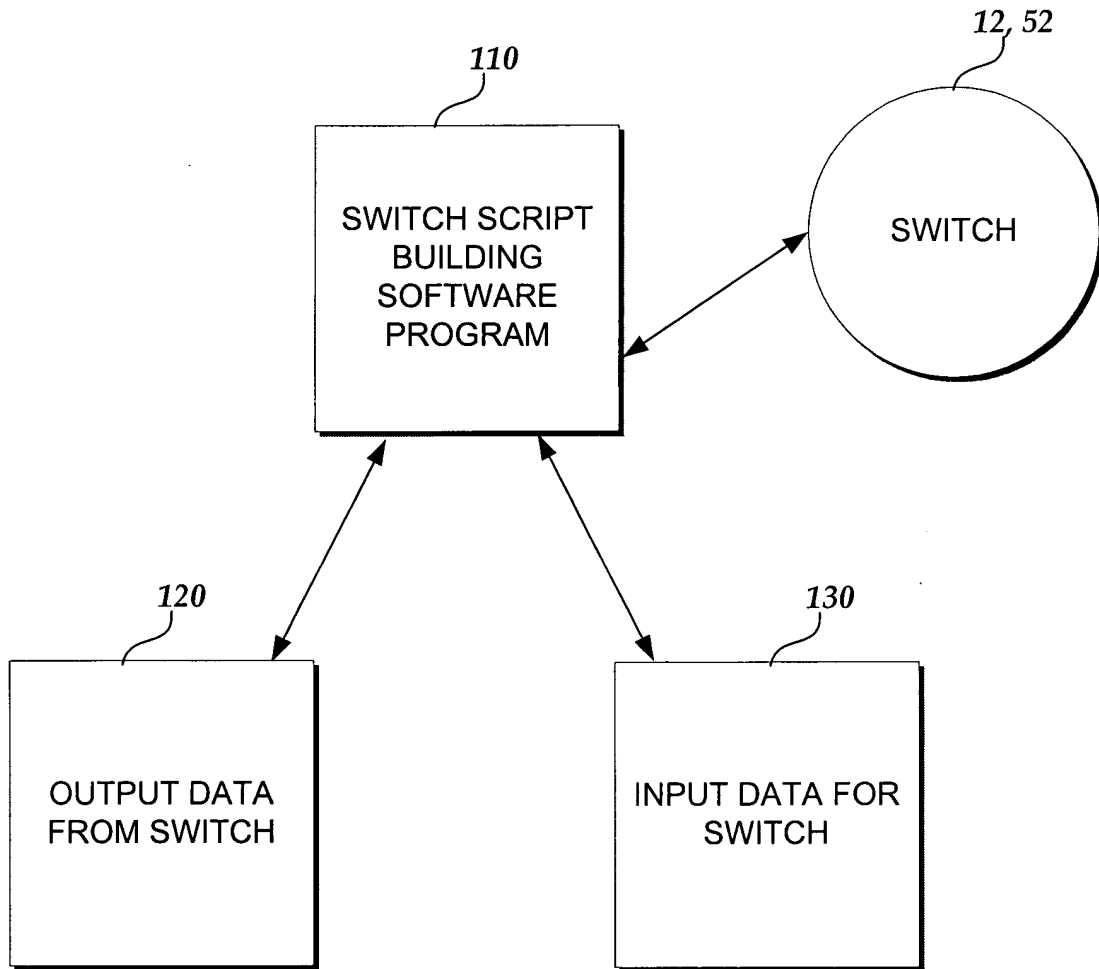 12, 52
110
SWITCH SCRIPT
BUILDING
SOFTWARE
PROGRAM
SWITCH
120
130
OUTPUT DATA
FROM SWITCH
INPUT DATA FOR
SWITCH